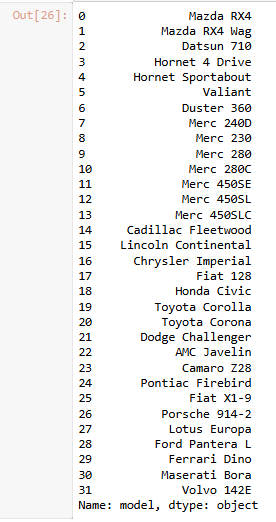 Out[26]: 0 Mazda RX4
1 Mazda RX4 Wag
2 Datsun 710
3 Hornet 4 Drive
4 Hornet Sportabout
5 Valiant
6 Duster 360
7 Merc 240D
8 Merc 230
9 Merc 280
10 Merc 280C
11 Merc 450SE
12 Merc 450SL
13 Merc 450SLC
14 Cadillac Fleetwood
15 Lincoln Continental
16 Chrysler Imperial
17 Fiat 128
18 Honda Civic
19 Toyota Corolla
20 Toyota Corona
21 Dodge Challenger
22 AMC Javelin
23 Camaro Z28
24 Pontiac Firebird
25 Fiat X1-9
26 Porsche 914-2
27 Lotus Europa
28 Ford Pantera L
29 Ferrari Dino
30 Maserati Bora
31 Volvo 142E
Name: model, dtype: object